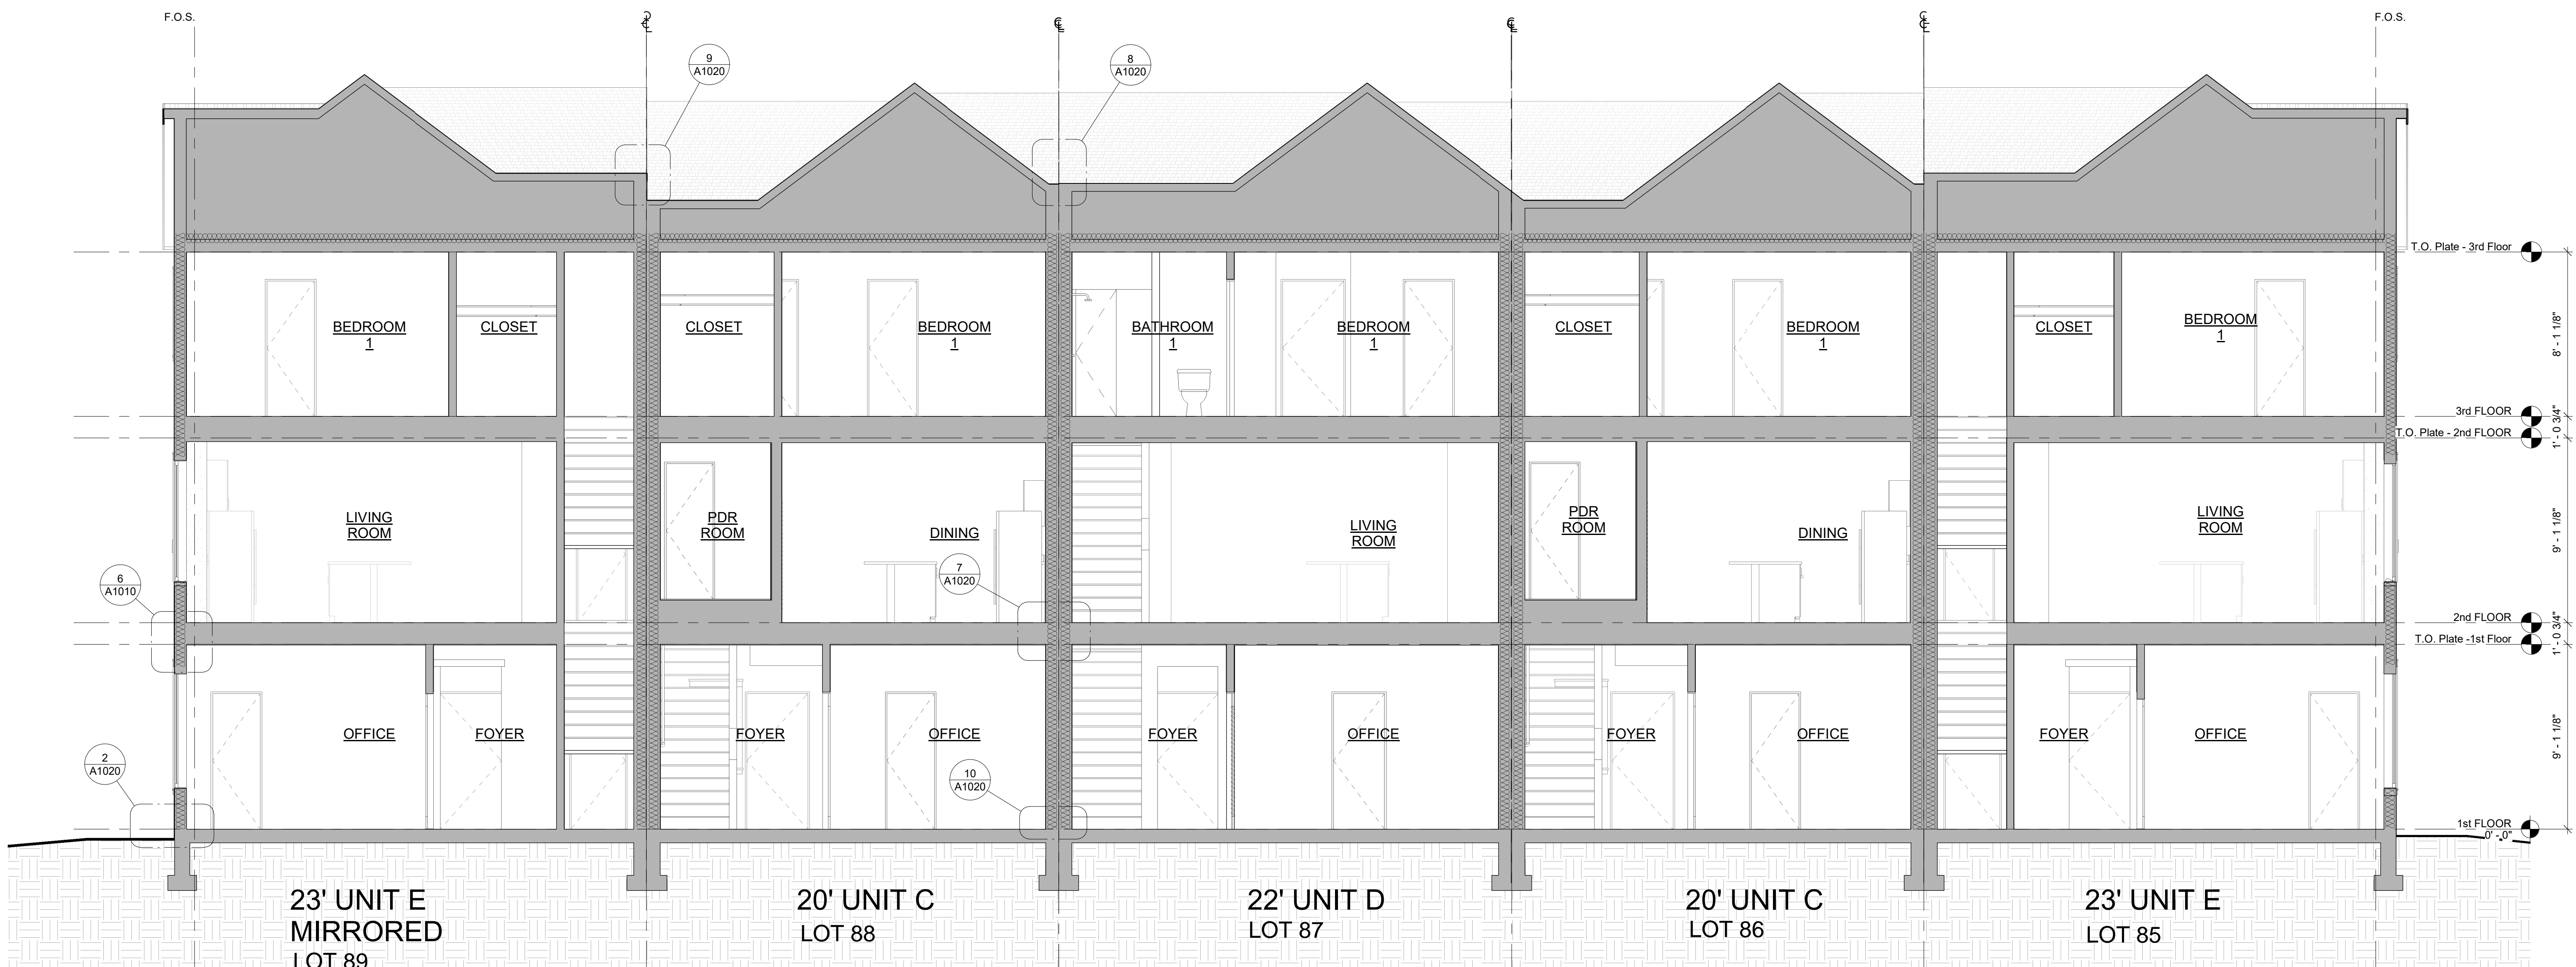 F.O.S.
℄
℄
℄
℄
F.O.S.
9
A1020
8
A1020
T.O. Plate - 3rd Floor
BEDROOM
1
CLOSET
CLOSET
BEDROOM
1
BATHROOM
1
BEDROOM
1
CLOSET
BEDROOM
1
CLOSET
BEDROOM
1
8' - 1 1/8"
3rd FLOOR
1' - 0 3/4"
T.O. Plate - 2nd FLOOR
LIVING
ROOM
PDR
ROOM
DINING
LIVING
ROOM
PDR
ROOM
DINING
LIVING
ROOM
9' - 1 1/8"
6
A1010
7
A1020
2nd FLOOR
1' - 0 3/4"
T.O. Plate -1st Floor
OFFICE
FOYER
FOYER
OFFICE
FOYER
OFFICE
FOYER
OFFICE
FOYER
OFFICE
9' - 1 1/8"
2
A1020
10
A1020
1st FLOOR
0' - 0"
23' UNIT E
MIRRORED
LOT 89
20' UNIT C
LOT 88
22' UNIT D
LOT 87
20' UNIT C
LOT 86
23' UNIT E
LOT 85